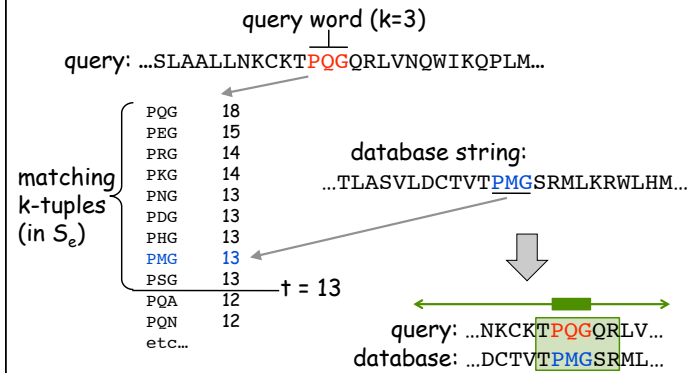 query word (k=3)
query: ...SLAALLNKCKTPQGQRLVNQWIKQPLM...
PQG 18
PEG 15
PRG 14
PKG 14
PNG 13
PDG 13
PHG 13
PMG 13
PSG 13
PQA 12
PQN 12
etc...
matching
k-tuples
(in Se)
t = 13
database string:
...TLASVLDCTVTPMGSRMLKRWLHM...
query: ...NKCKTPQGQRLV...
database: ...DCTVTPMGSRML...